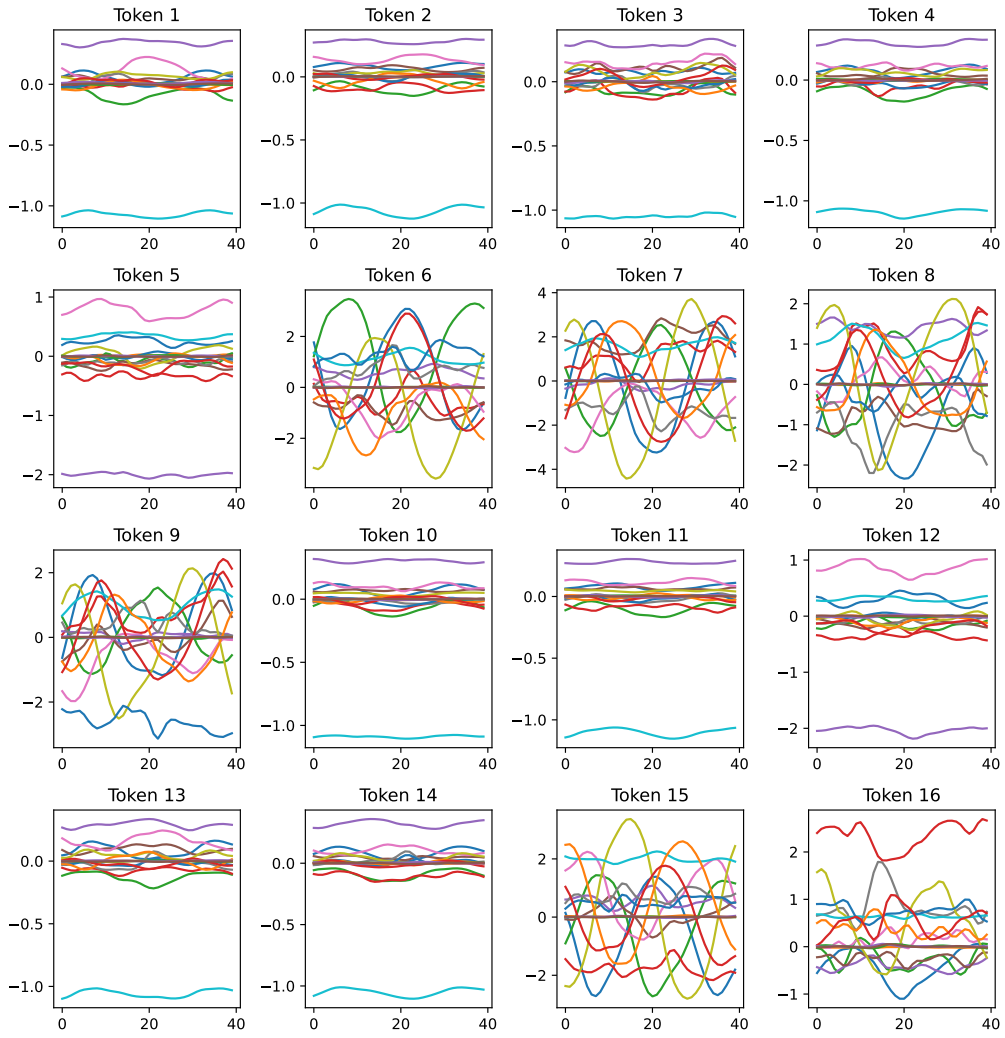 Token 1 Token 2 Token 3 Token 4
0.0 0.0 0.0 0.0
−0.5 −0.5 −0.5 −0.5
−1.0 −1.0 −1.0 −1.0
0 20 40 0 20 40 0 20 40 0 20 40
Token 5 Token 6 Token 7 Token 8
1 2 4 2
0 0 2 1
−1 −2 0 0
−2 −2 −1
−4 −2
0 20 40 0 20 40 0 20 40 0 20 40
Token 9 Token 10 Token 11 Token 12
2 0.0 0.0 1
0 −0.5 −0.5 0
−2 −1.0 −1.0 −1
−2
0 20 40 0 20 40 0 20 40 0 20 40
Token 13 Token 14 Token 15 Token 16
0.0 0.0 2 2
−0.5 −0.5 0 1
−1.0 −1.0 −2 0
−1
0 20 40 0 20 40 0 20 40 0 20 40